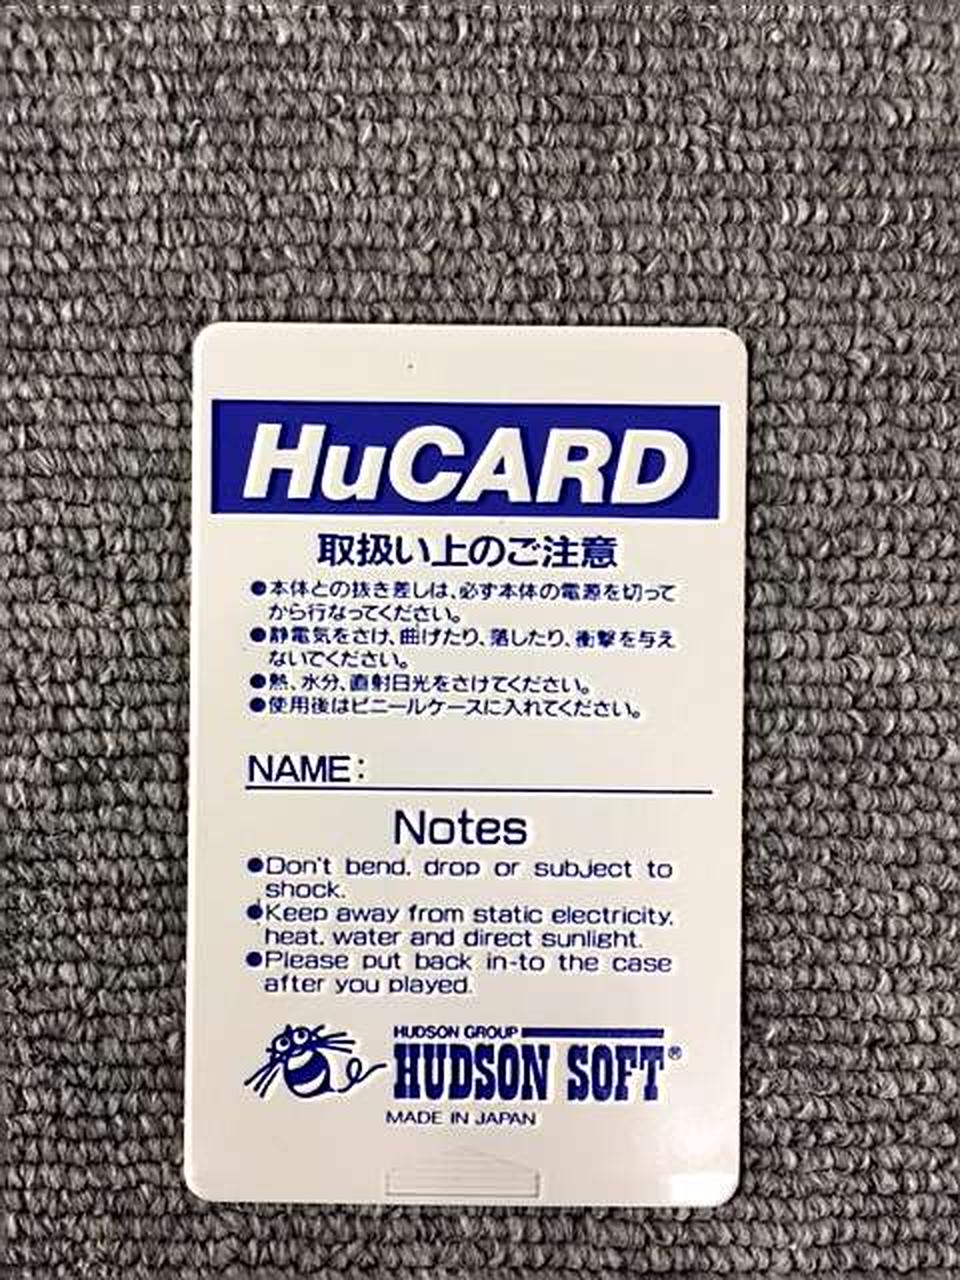 HuCARD
取扱い上のご注意
●本体との抜き差しは、必ず本体の電源を切って
から行なってください。
●静電気をさけ、曲げたり、落したり、衝撃を与え
ないでください。
●熱、水分、直射日光をさけてください。
●使用後はビニールケースに入れてください。
NAME:
Notes
●Don't bend, drop or subject to
shock.
●Keep away from static electricity,
heat, water and direct sunlight.
●Please put back in-to the case
after you played.
HUDSON GROUP
HUDSON SOFT®
MADE IN JAPAN